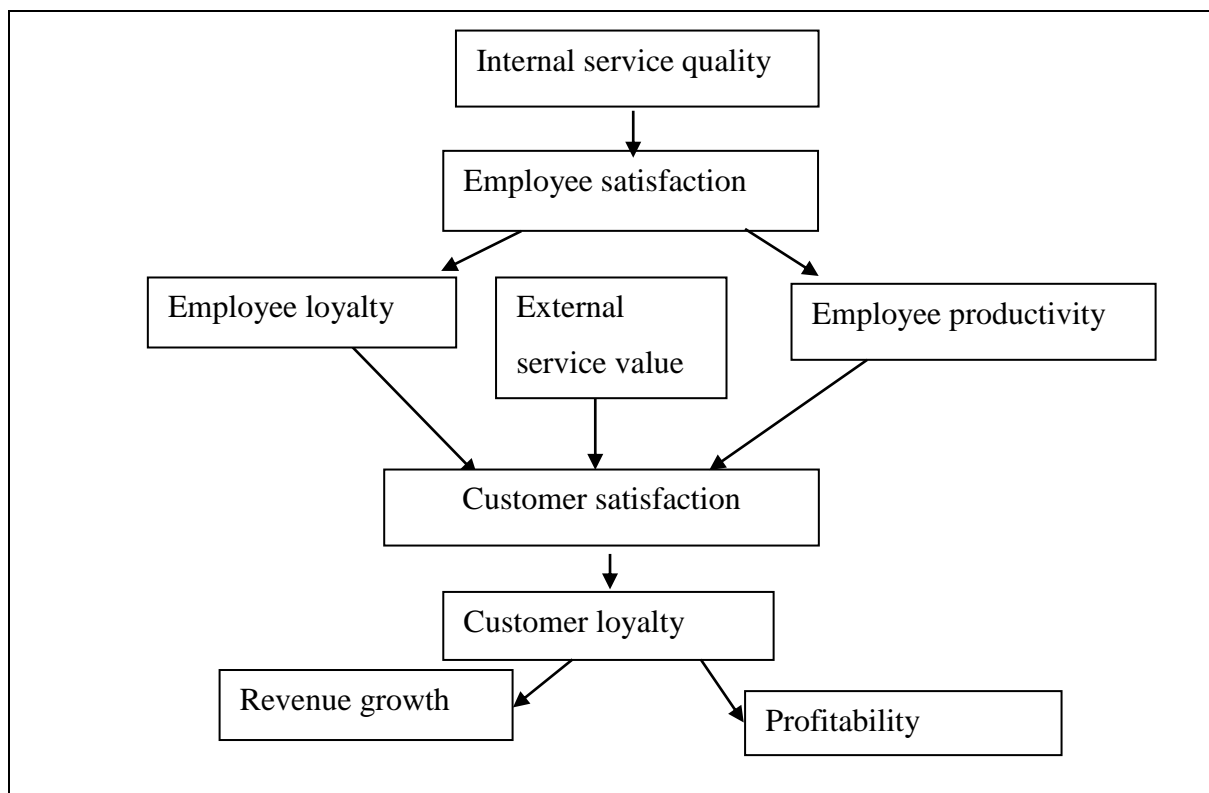 Internal service quality
Employee satisfaction
Employee loyalty
External
service value
Employee productivity
Customer satisfaction
Customer loyalty
Revenue growth
Profitability